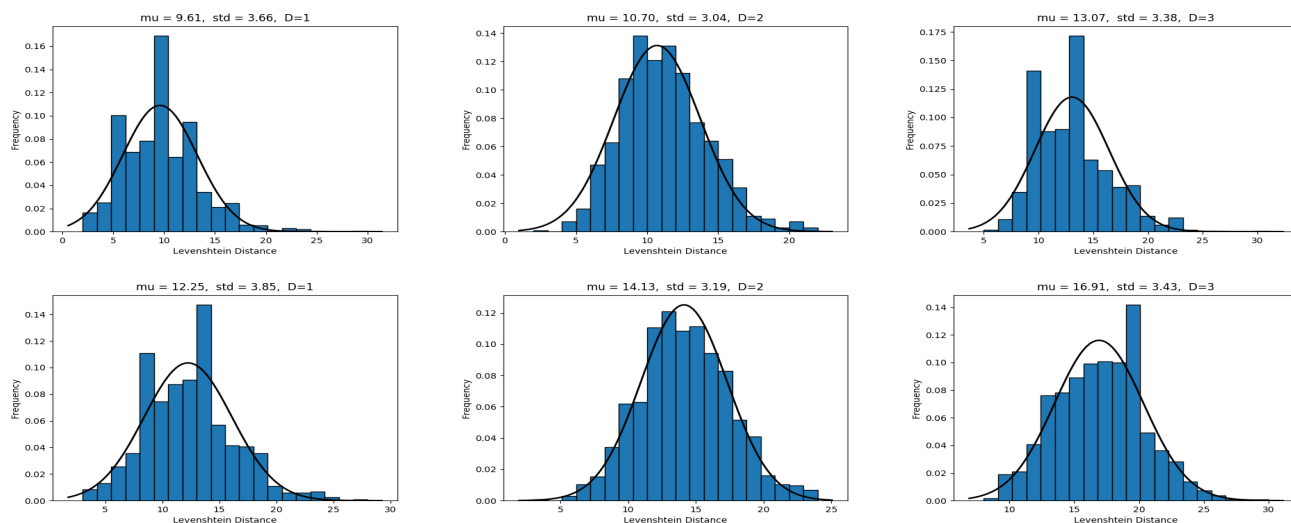 mu = 9.61, std = 3.66, D=1
0.16
0.14
0.12
0.10
0.08
0.06
0.04
0.02
0.00
Frequency
0 5 10 15 20 25 30
Levenshtein Distance
mu = 10.70, std = 3.04, D=2
0.14
0.12
0.10
0.08
0.06
0.04
0.02
0.00
Frequency
0 5 10 15 20
Levenshtein Distance
mu = 13.07, std = 3.38, D=3
0.175
0.150
0.125
0.100
0.075
0.050
0.025
0.000
Frequency
5 10 15 20 25 30
Levenshtein Distance
mu = 12.25, std = 3.85, D=1
0.14
0.12
0.10
0.08
0.06
0.04
0.02
0.00
Frequency
5 10 15 20 25
Levenshtein Distance
mu = 14.13, std = 3.19, D=2
0.12
0.10
0.08
0.06
0.04
0.02
0.00
Frequency
5 10 15 20 25
Levenshtein Distance
mu = 16.91, std = 3.43, D=3
0.14
0.12
0.10
0.08
0.06
0.04
0.02
0.00
Frequency
10 15 20 25 30
Levenshtein Distance